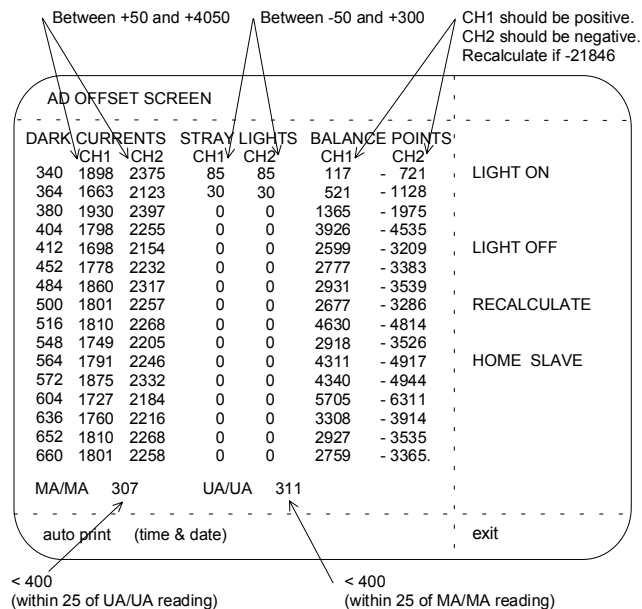 Between +50 and +4050 Between -50 and +300 CH1 should be positive.
CH2 should be negative.
Recalculate if -21846
AD OFFSET SCREEN
DARK CURRENTS STRAY LIGHTS BALANCE POINTS
CH1 CH2 CH1 CH2 CH1 CH2
340 1898 2375 85 85 117 - 721 LIGHT ON
364 1663 2123 30 30 521 - 1128
380 1930 2397 0 0 1365 - 1975
404 1798 2255 0 0 3926 - 4535
412 1698 2154 0 0 2599 - 3209 LIGHT OFF
452 1778 2232 0 0 2777 - 3383
484 1860 2317 0 0 2931 - 3539
500 1801 2257 0 0 2677 - 3286 RECALCULATE
516 1810 2268 0 0 4630 - 4814
548 1749 2205 0 0 2918 - 3526
564 1791 2246 0 0 4311 - 4917 HOME SLAVE
572 1875 2332 0 0 4340 - 4944
604 1727 2184 0 0 5705 - 6311
636 1760 2216 0 0 3308 - 3914
652 1810 2268 0 0 2927 - 3535
660 1801 2258 0 0 2759 - 3365.
MA/MA 307 UA/UA 311
auto print (time & date) exit
< 400 < 400
(within 25 of UA/UA reading) (within 25 of MA/MA reading)